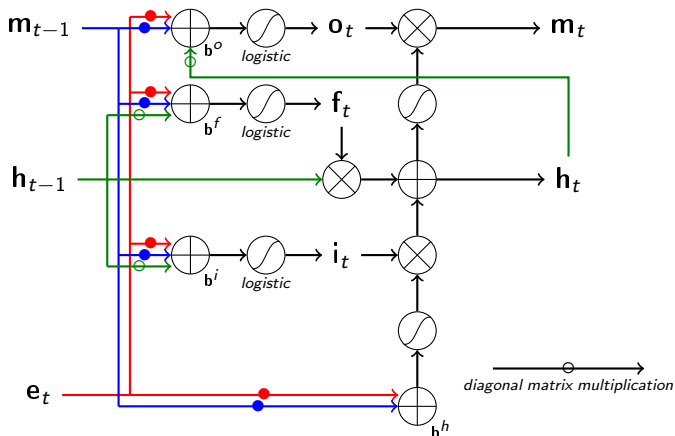 m_{t−1} o_t m_t
b^o
logistic
f_t
b^f
logistic
h_{t−1} h_t
i_t
b^i
logistic
diagonal matrix multiplication
e_t
b^h